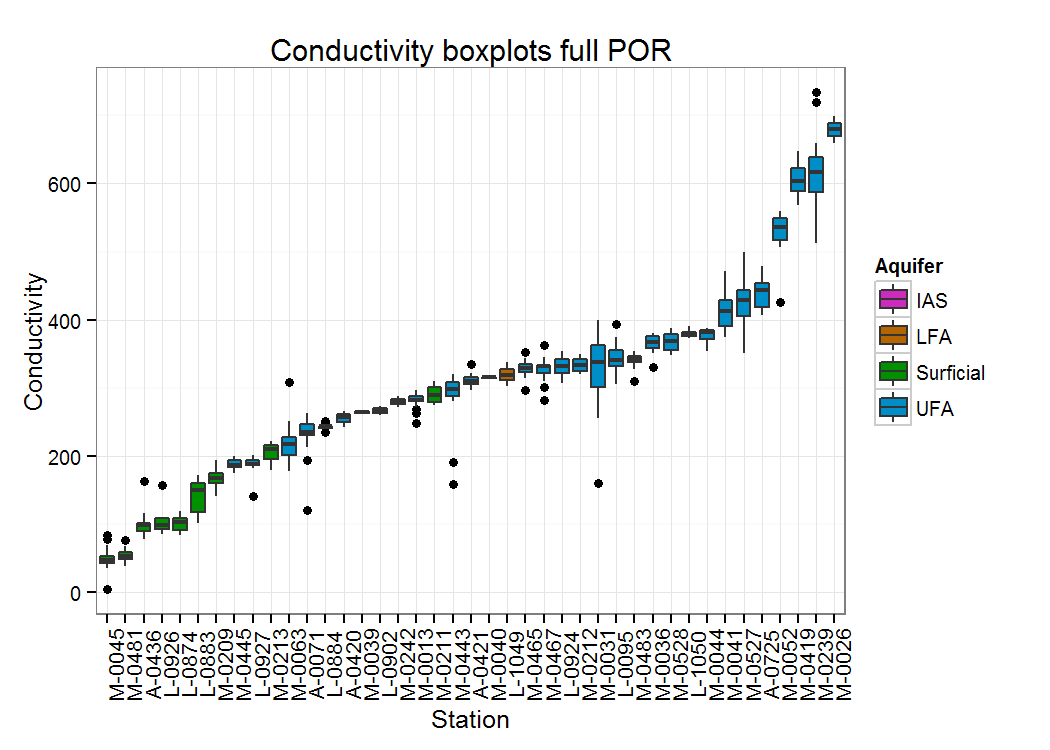 Conductivity boxplots full POR
Conductivity
600
400
200
0
M-0045
M-0481
A-0436
L-0926
L-0874
L-0883
M-0209
M-0445
L-0927
M-0213
M-0063
A-0071
L-0884
A-0420
M-0039
L-0902
M-0242
M-0013
M-0211
M-0443
A-0421
M-0040
L-1049
M-0465
M-0467
L-0924
M-0212
M-0031
L-0095
M-0483
M-0036
M-0528
L-1050
M-0044
M-0041
M-0527
A-0725
M-0052
M-0419
M-0239
M-0026
Station
Aquifer
IAS
LFA
Surficial
UFA